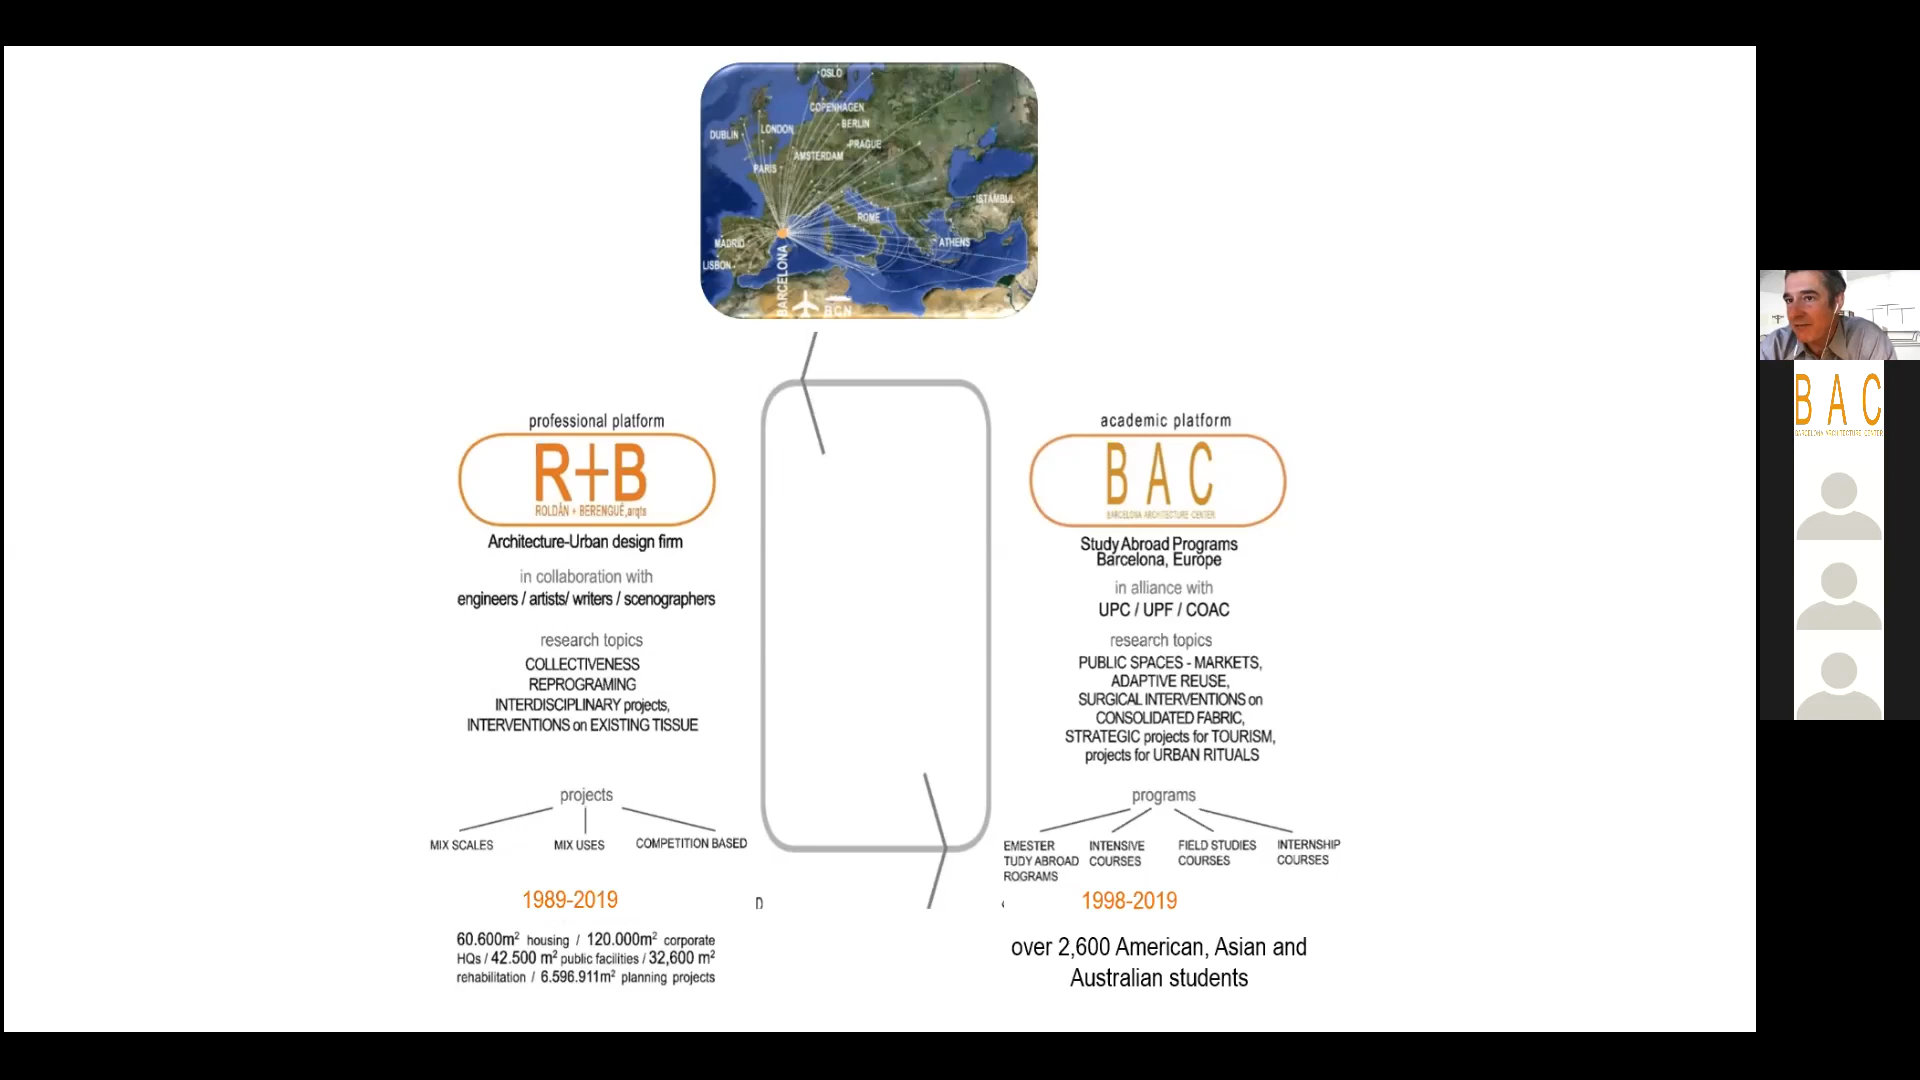 OSLO
COPENHAGEN
BERLIN
DUBLIN
LONDON
PRAGUE
AMSTERDAM
PARIS
ISTANBUL
ROME
MADRID
ATHENS
LISBON
BARCELONA
BCN
professional platform
R+B
ROLDÁN + BERENGUÉ,arqts
Architecture-Urban design firm
in collaboration with
engineers / artists/ writers / scenographers
research topics
COLLECTIVENESS
REPROGRAMING
INTERDISCIPLINARY projects,
INTERVENTIONS on EXISTING TISSUE
projects
MIX SCALES
MIX USES
COMPETITION BASED
1989-2019
60.600m² housing / 120.000m² corporate
HQs / 42.500 m² public facilities / 32,600 m²
rehabilitation / 6.596.911m² planning projects
D
academic platform
B A C
BARCELONA ARCHITECTURE CENTER
Study Abroad Programs
Barcelona, Europe
in alliance with
UPC / UPF / COAC
research topics
PUBLIC SPACES - MARKETS,
ADAPTIVE REUSE,
SURGICAL INTERVENTIONS on
CONSOLIDATED FABRIC,
STRATEGIC projects for TOURISM,
projects for URBAN RITUALS
programs
EMESTER
TUDY ABROAD
ROGRAMS
INTENSIVE
COURSES
FIELD STUDIES
COURSES
INTERNSHIP
COURSES
1998-2019
over 2,600 American, Asian and
Australian students
B A C
BARCELONA ARCHITECTURE CENTER